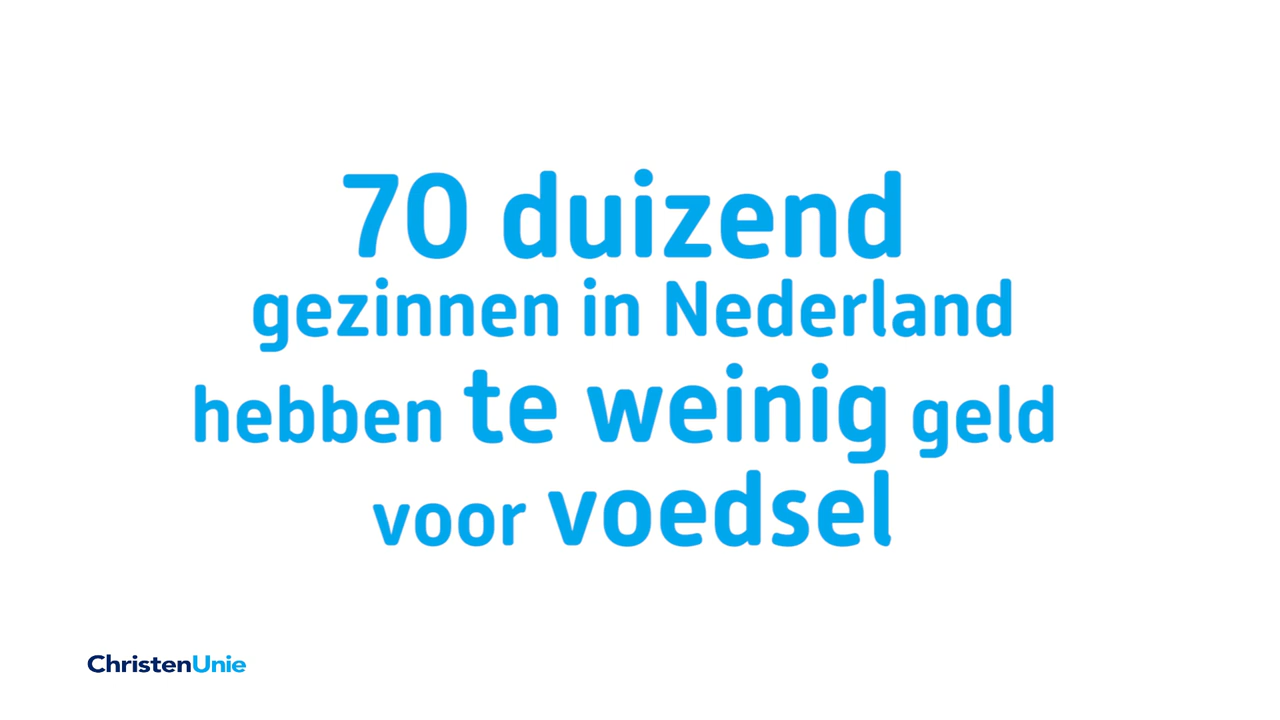 70 duizend
gezinnen in Nederland
hebben te weinig geld
voor voedsel
ChristenUnie